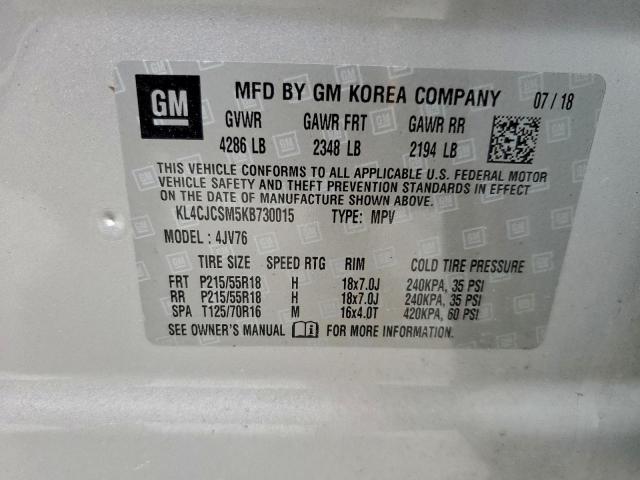 GM MFD BY GM KOREA COMPANY 07 / 18
GVWR GAWR FRT GAWR RR
4286 LB 2348 LB 2194 LB
THIS VEHICLE CONFORMS TO ALL APPLICABLE U.S. FEDERAL MOTOR
VEHICLE SAFETY AND THEFT PREVENTION STANDARDS IN EFFECT
ON THE DATE OF MANUFACTURE SHOWN ABOVE.
KL4CJCSM5KB730015 TYPE: MPV
MODEL : 4JV76
TIRE SIZE SPEED RTG RIM COLD TIRE PRESSURE
FRT P215/55R18 H 18x7.0J 240KPA, 35 PSI
RR P215/55R18 H 18x7.0J 240KPA, 35 PSI
SPA T125/70R16 M 16x4.0T 420KPA, 60 PSI
SEE OWNER'S MANUAL FOR MORE INFORMATION.